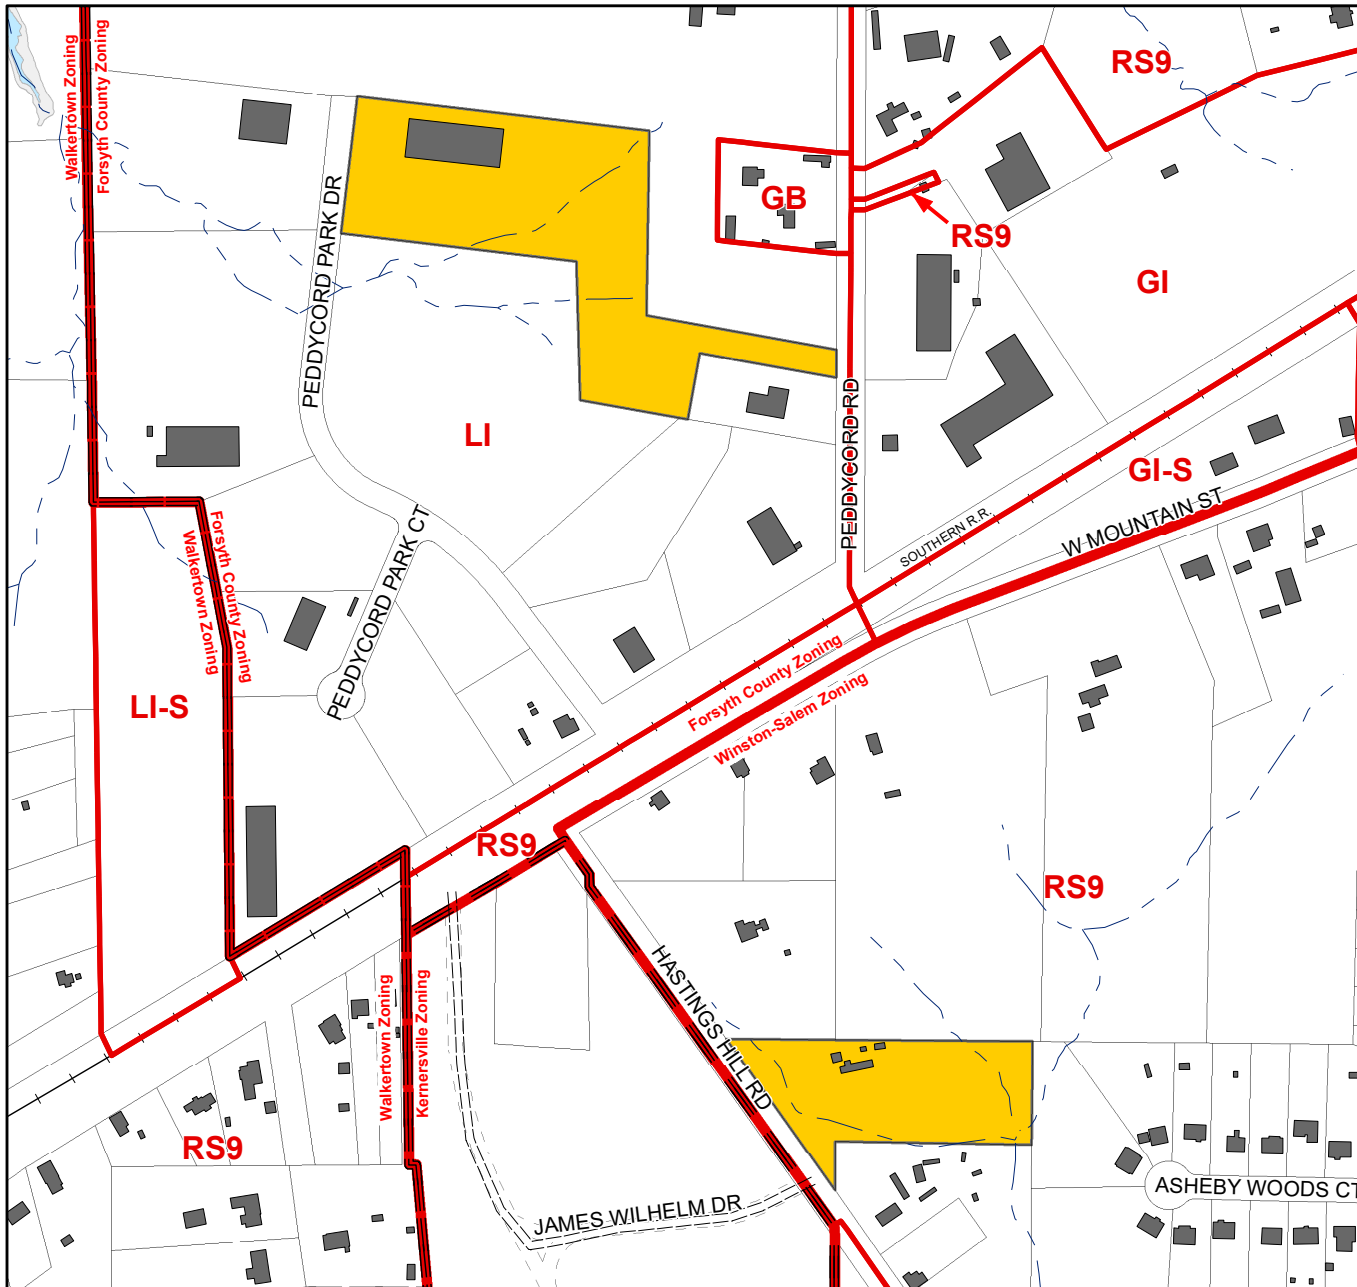 Walkertown Zoning
Forsyth County Zoning
RS9
PEDDYCORD PARK DR
GB
RS9
GI
LI
PEDDYCORD RD
GI-S
SOUTHERN R.R.
W MOUNTAIN ST
PEDDYCORD PARK CT
Forsyth County Zoning
Walkertown Zoning
LI-S
Forsyth County Zoning
Winston-Salem Zoning
RS9
RS9
HASTINGS HILL RD
Walkertown Zoning
Kernersville Zoning
RS9
JAMES WILHELM DR
ASHEBY WOODS CT